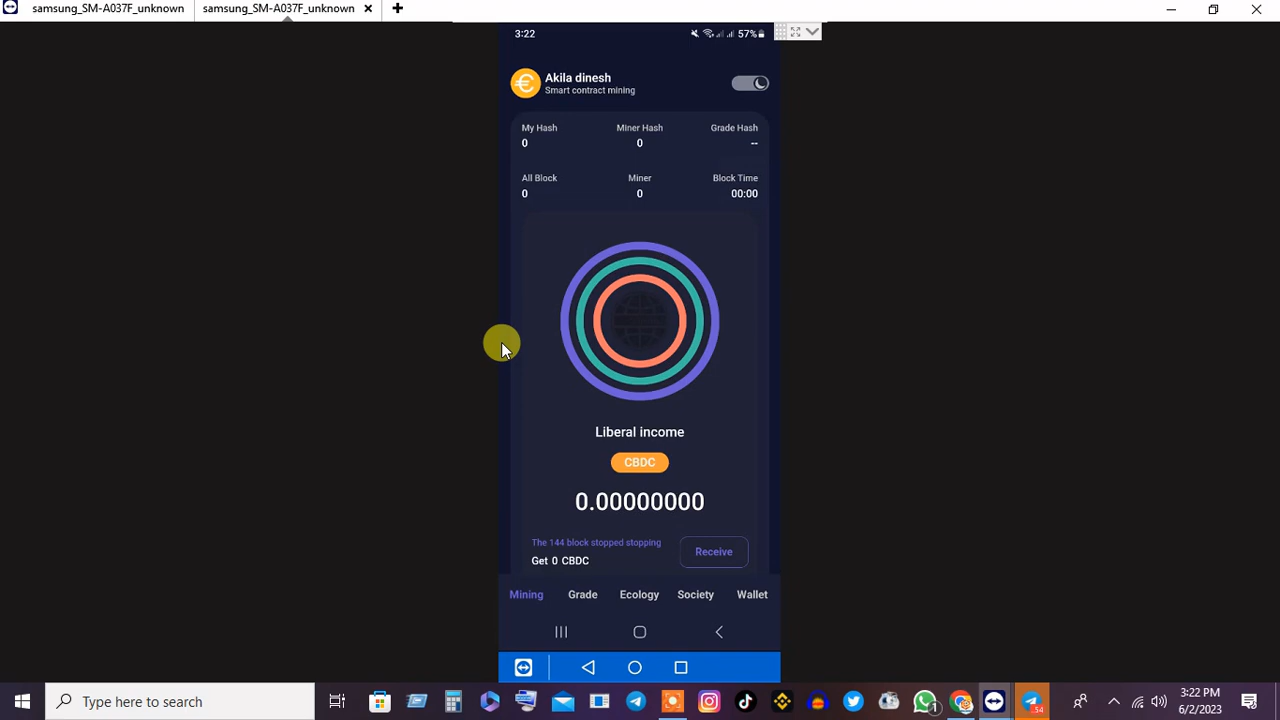 samsung_SM-A037F_unknown
samsung_SM-A037F_unknown
3:22
57%
Akila dinesh
Smart contract mining
My Hash
Miner Hash
Grade Hash
0
0
--
All Block
Miner
Block Time
0
0
00:00
Liberal income
CBDC
0.00000000
The 144 block stopped stopping
Get 0 CBDC
Receive
Mining
Grade
Ecology
Society
Wallet
Type here to search
1
54
3:22 PM
6/2/2023